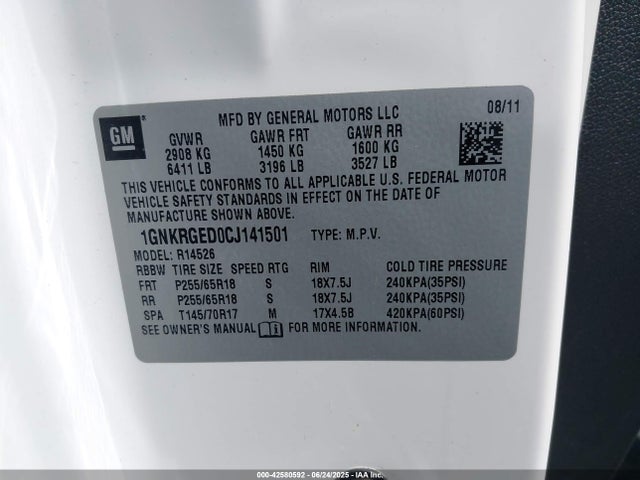 MFD BY GENERAL MOTORS LLC 08/11
GM
GVWR GAWR FRT GAWR RR
2908 KG 1450 KG 1600 KG
6411 LB 3196 LB 3527 LB
THIS VEHICLE CONFORMS TO ALL APPLICABLE U.S. FEDERAL MOTOR
VEHICLE SAFETY STANDARDS IN EFFECT ON THE DATE OF
MANUFACTURE SHOWN ABOVE.
1GNKRGED0CJ141501 TYPE: M.P.V.
MODEL: R14526
RBBW TIRE SIZE SPEED RTG RIM COLD TIRE PRESSURE
FRT P255/65R18 S 18X7.5J 240KPA(35PSI)
RR P255/65R18 S 18X7.5J 240KPA(35PSI)
SPA T145/70R17 M 17X4.5B 420KPA(60PSI)
SEE OWNER'S MANUAL FOR MORE INFORMATION.
000-42580592 - 06/24/2025 - IAA Inc.